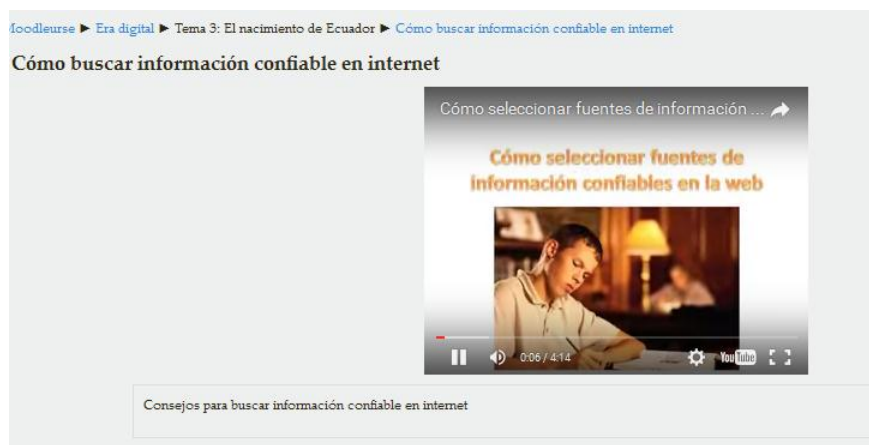 Moodleurse ► Era digital ► Tema 3: El nacimiento de Ecuador ► Cómo buscar información confiable en internet
Cómo buscar información confiable en internet
Cómo seleccionar fuentes de información ...
Cómo seleccionar fuentes de
información confiables en la web
0:06 / 4:14
YouTube
Consejos para buscar información confiable en internet